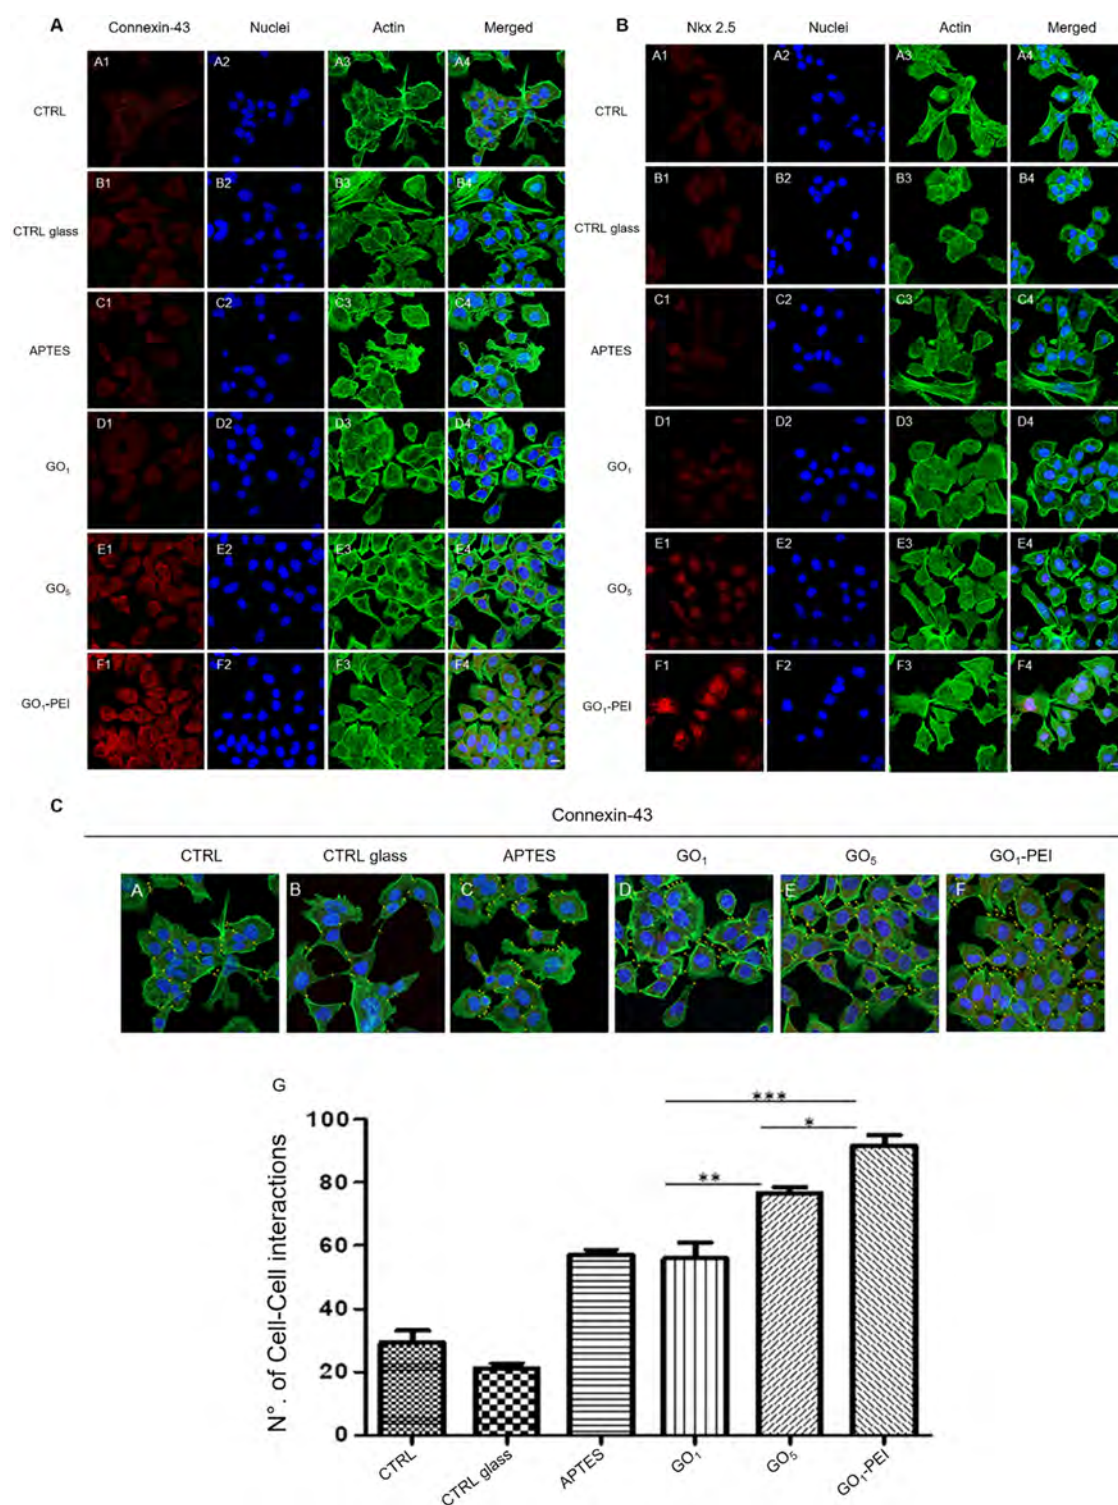 A
Connexin-43 Nuclei Actin Merged
CTRL A1 A2 A3 A4
CTRL glass B1 B2 B3 B4
APTES C1 C2 C3 C4
GO₁ D1 D2 D3 D4
GO₅ E1 E2 E3 E4
GO₁-PEI F1 F2 F3 F4
B
Nkx 2.5 Nuclei Actin Merged
CTRL A1 A2 A3 A4
CTRL glass B1 B2 B3 B4
APTES C1 C2 C3 C4
GO₁ D1 D2 D3 D4
GO₅ E1 E2 E3 E4
GO₁-PEI F1 F2 F3 F4
C
Connexin-43
CTRL CTRL glass APTES GO₁ GO₅ GO₁-PEI
A B C D E F
G
N°. of Cell-Cell interactions
100
80
60
40
20
0
***
*
**
CTRL CTRL glass APTES GO₁ GO₅ GO₁-PEI